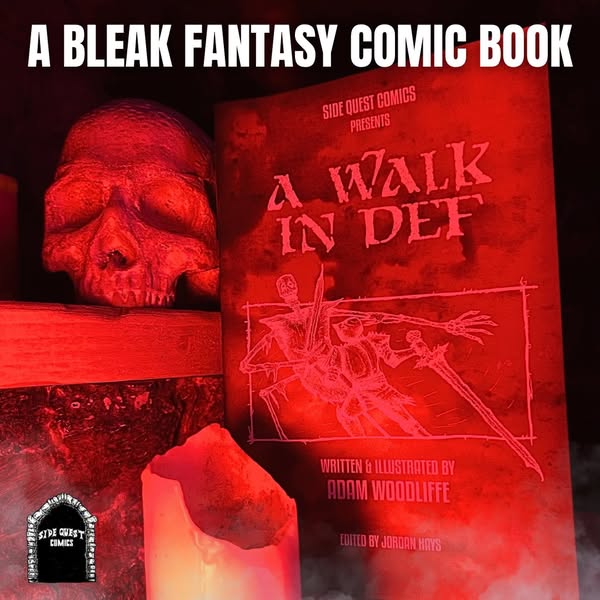 A BLEAK FANTASY COMIC BOOK
SIDE QUEST COMICS
PRESENTS
A WALK
IN DEF
WRITTEN & ILLUSTRATED BY
ADAM WOODLIFFE
EDITED BY JORDAN HAYS
SIDE QUEST
COMICS